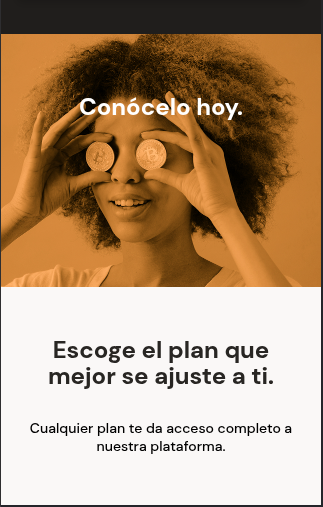 Conócelo hoy.
Escoge el plan que
mejor se ajuste a ti.
Cualquier plan te da acceso completo a
nuestra plataforma.